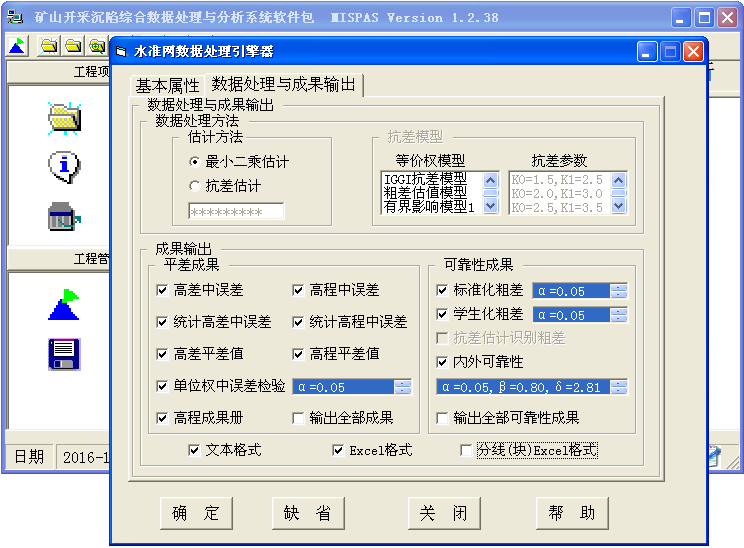 矿山开采沉陷综合数据处理与分析系统软件包 MISPAS Version 1.2.38
水准网数据处理引擎器
工程项
基本属性 数据处理与成果输出
数据处理与成果输出
数据处理方法
估计方法
最小二乘估计
抗差估计
*********
抗差模型
等价权模型
IGGI抗差模型
粗差估值模型
有界影响模型1
抗差参数
K0=1.5,K1=2.5
K0=2.0,K1=3.0
K0=2.5,K1=3.5
工程管
成果输出
平差成果
高差中误差 高程中误差
统计高差中误差 统计高程中误差
高差平差值 高程平差值
单位权中误差检验 α=0.05
高程成果册 输出全部成果
可靠性成果
标准化粗差 α=0.05
学生化粗差 α=0.05
抗差估计识别粗差
内外可靠性
α=0.05,β=0.80,δ=2.81
输出全部可靠性成果
文本格式 Excel格式 分线(块)Excel格式
日期 2016-1
确 定 缺 省 关 闭 帮 助